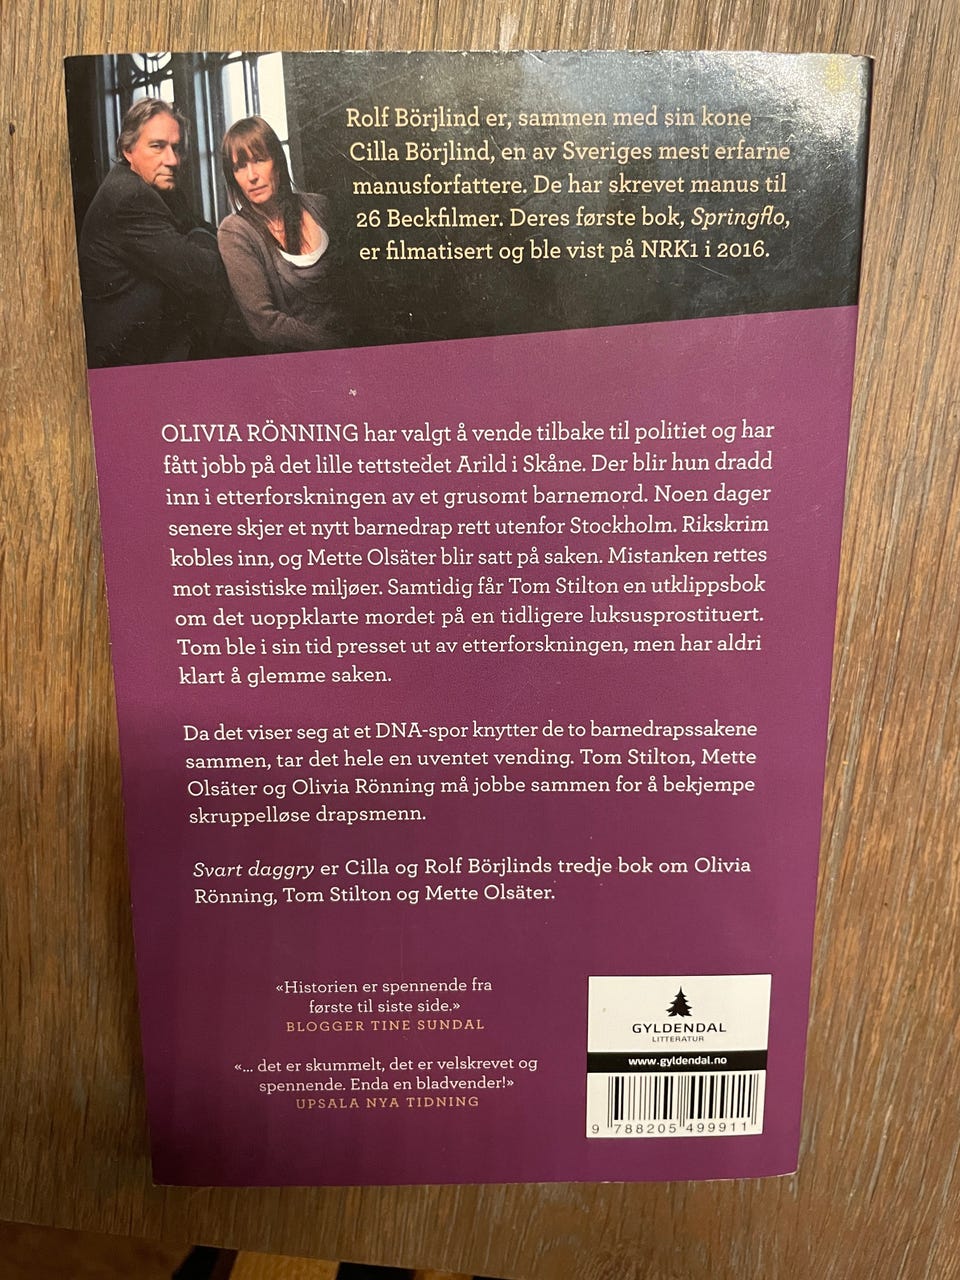 Rolf Börjlind er, sammen med sin kone
Cilla Börjlind, en av Sveriges mest erfarne
manusforfattere. De har skrevet manus til
26 Beckfilmer. Deres første bok, Springflo,
er filmatisert og ble vist på NRK1 i 2016.
OLIVIA RÖNNING har valgt å vende tilbake til politiet og har
fått jobb på det lille tettstedet Arild i Skåne. Der blir hun dradd
inn i etterforskningen av et grusomt barnemord. Noen dager
senere skjer et nytt barnedrap rett utenfor Stockholm. Rikskrim
kobles inn, og Mette Olsäter blir satt på saken. Mistanken rettes
mot rasistiske miljøer. Samtidig får Tom Stilton en utklippsbok
om det uoppklarte mordet på en tidligere luksusprostituert.
Tom ble i sin tid presset ut av etterforskningen, men har aldri
klart å glemme saken.
Da det viser seg at et DNA-spor knytter de to barnedrapssakene
sammen, tar det hele en uventet vending. Tom Stilton, Mette
Olsäter og Olivia Rönning må jobbe sammen for å bekjempe
skruppelløse drapsmenn.
Svart daggry er Cilla og Rolf Börjlinds tredje bok om Olivia
Rönning, Tom Stilton og Mette Olsäter.
«Historien er spennende fra
første til siste side.»
BLOGGER TINE SUNDAL
«... det er skummelt, det er velskrevet og
spennende. Enda en bladvender!»
UPSALA NYA TIDNING
GYLDENDAL
LITTERATUR
www.gyldendal.no
9 788205 499911